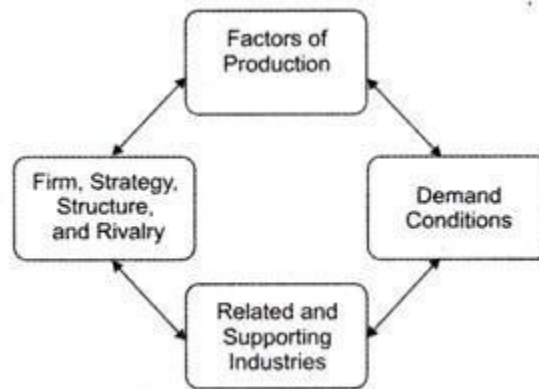 Factors of
Production
Firm, Strategy,
Structure,
and Rivalry
Demand
Conditions
Related and
Supporting
Industries